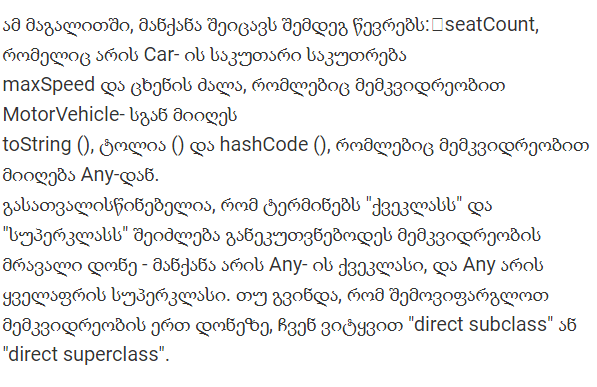 ამ მაგალითში, მანქანა შეიცავს შემდეგ წევრებს: seatCount,
რომელიც არის Car- ის საკუთარი საკუთრება
maxSpeed და ცხენის ძალა, რომლებიც მემკვიდრეობით
MotorVehicle- სგან მიიღეს
toString (), ტოლია () და hashCode (), რომლებიც მემკვიდრეობით
მიიღება Any-დან.
გასათვალისწინებელია, რომ ტერმინებს "ქვეკლასს" და
"სუპერკლასს" შეიძლება განეკუთვნებოდეს მემკვიდრეობის
მრავალი დონე - მანქანა არის Any- ის ქვეკლასი, და Any არის
ყველაფრის სუპერკლასი. თუ გვინდა, რომ შემოვიფარგლოთ
მემკვიდრეობის ერთ დონეზე, ჩვენ ვიტყვით "direct subclass" ან
"direct superclass".